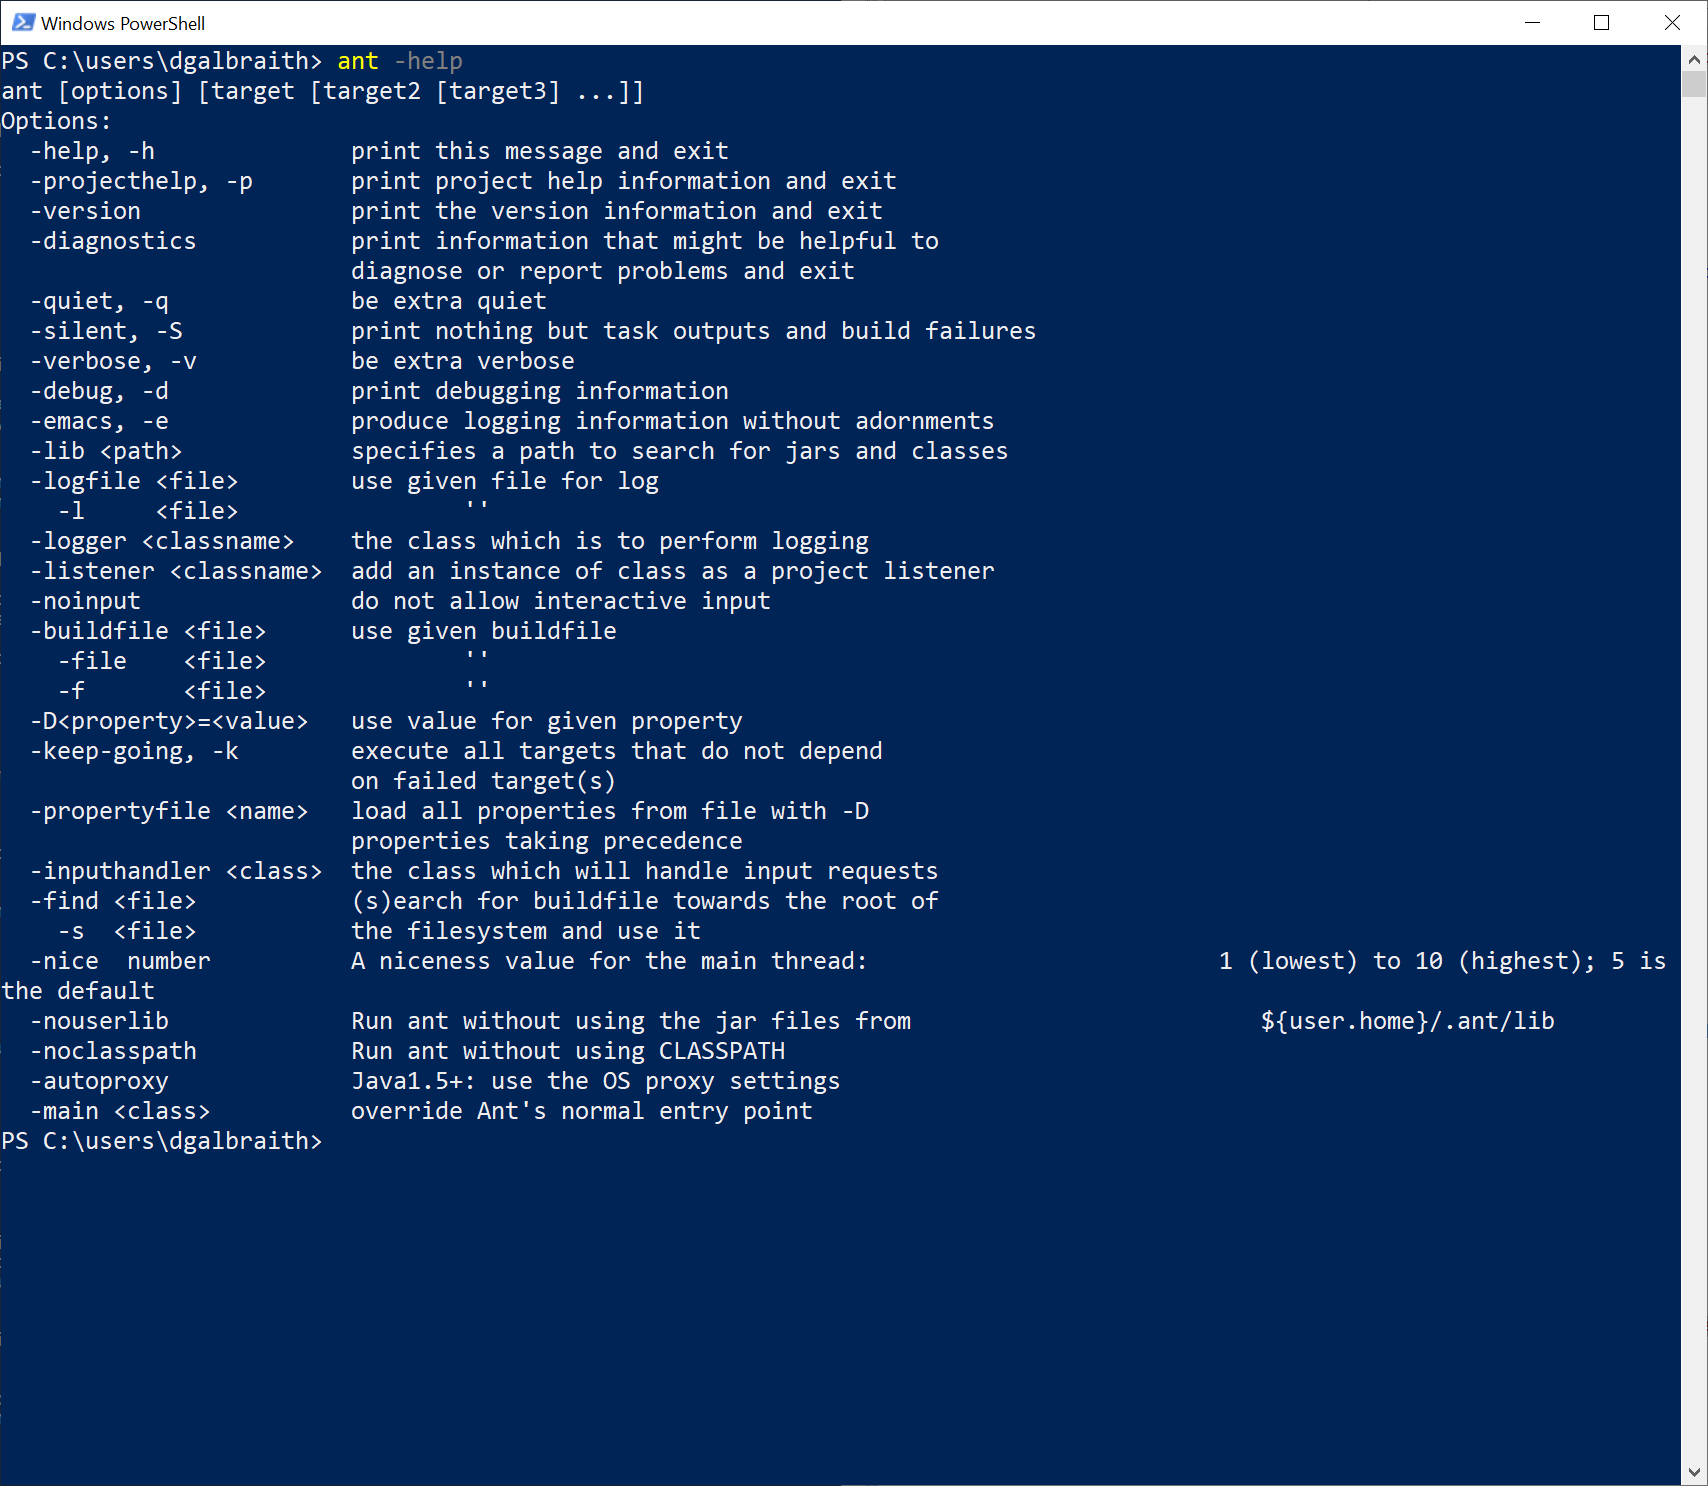 Windows PowerShell
PS C:\users\dgalbraith> ant -help
ant [options] [target [target2 [target3] ...]]
Options:
  -help, -h              print this message and exit
  -projecthelp, -p       print project help information and exit
  -version               print the version information and exit
  -diagnostics           print information that might be helpful to
                         diagnose or report problems and exit
  -quiet, -q             be extra quiet
  -silent, -S            print nothing but task outputs and build failures
  -verbose, -v           be extra verbose
  -debug, -d             print debugging information
  -emacs, -e             produce logging information without adornments
  -lib <path>            specifies a path to search for jars and classes
  -logfile <file>        use given file for log
    -l     <file>                ''
  -logger <classname>    the class which is to perform logging
  -listener <classname>  add an instance of class as a project listener
  -noinput               do not allow interactive input
  -buildfile <file>      use given buildfile
    -file    <file>              ''
    -f       <file>              ''
  -D<property>=<value>   use value for given property
  -keep-going, -k        execute all targets that do not depend
                         on failed target(s)
  -propertyfile <name>   load all properties from file with -D
                         properties taking precedence
  -inputhandler <class>  the class which will handle input requests
  -find <file>           (s)earch for buildfile towards the root of
    -s  <file>           the filesystem and use it
  -nice  number          A niceness value for the main thread:                         1 (lowest) to 10 (highest); 5 is
the default
  -nouserlib             Run ant without using the jar files from                         ${user.home}/.ant/lib
  -noclasspath           Run ant without using CLASSPATH
  -autoproxy             Java1.5+: use the OS proxy settings
  -main <class>          override Ant's normal entry point
PS C:\users\dgalbraith>